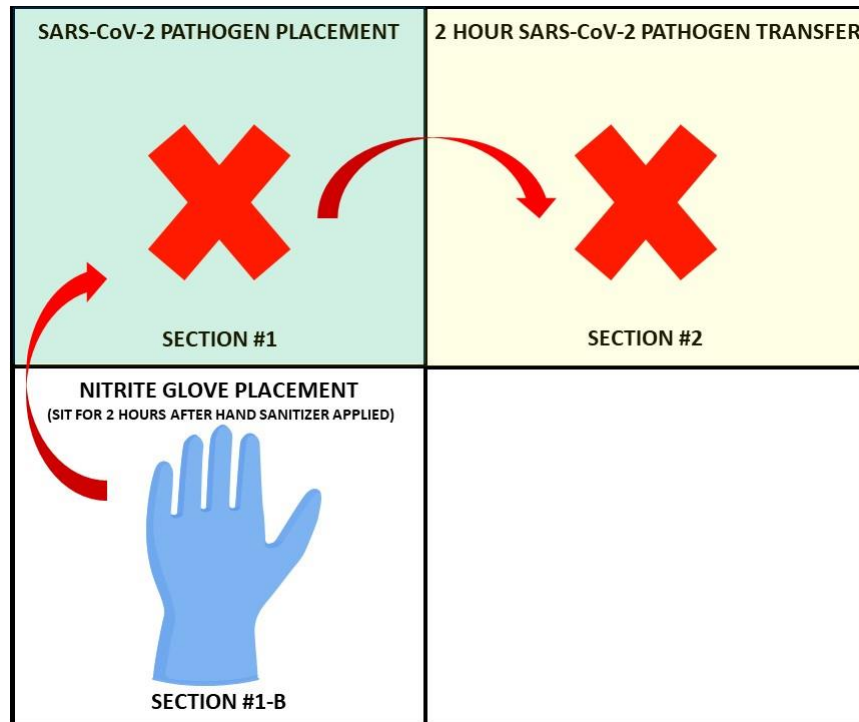 SARS-CoV-2 PATHOGEN PLACEMENT
2 HOUR SARS-CoV-2 PATHOGEN TRANSFER
SECTION #1
SECTION #2
NITRITE GLOVE PLACEMENT
(SIT FOR 2 HOURS AFTER HAND SANITIZER APPLIED)
SECTION #1-B